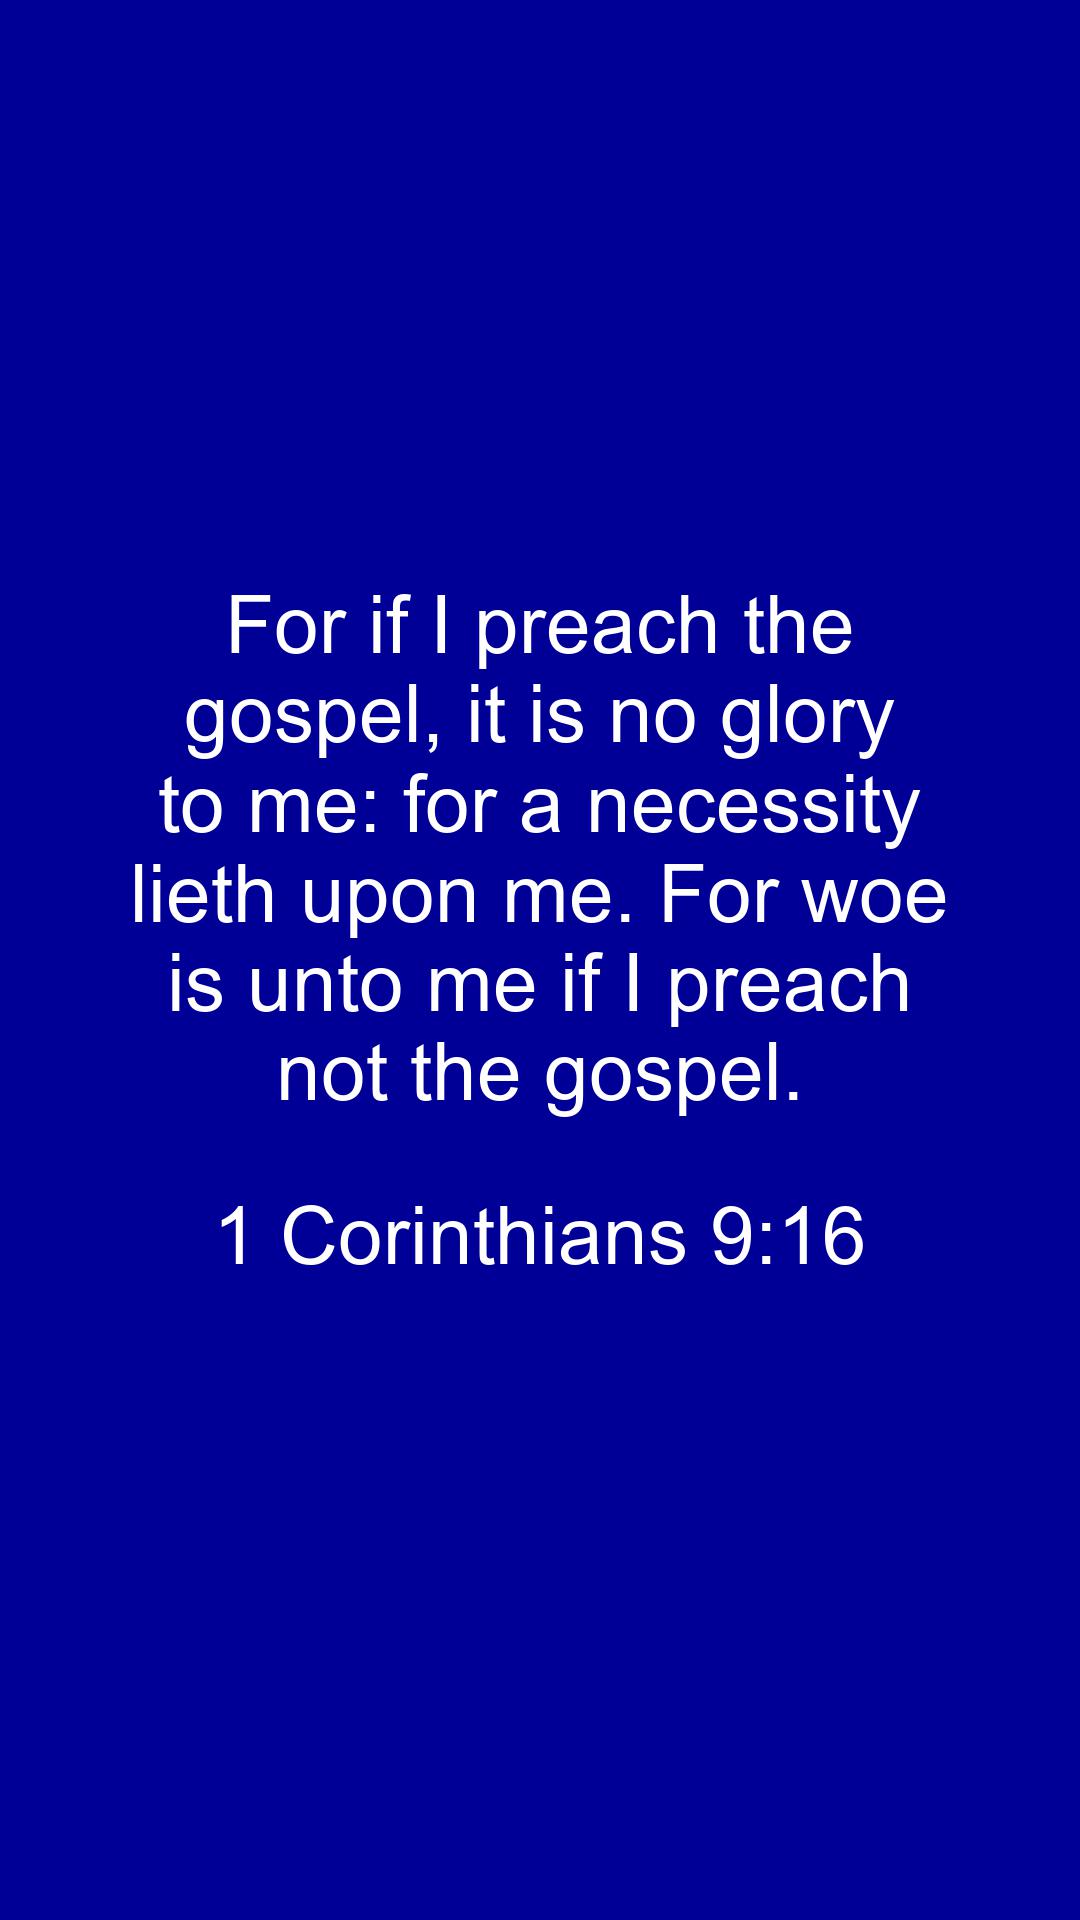 For if I preach the
gospel, it is no glory
to me: for a necessity
lieth upon me. For woe
is unto me if I preach
not the gospel.
1 Corinthians 9:16